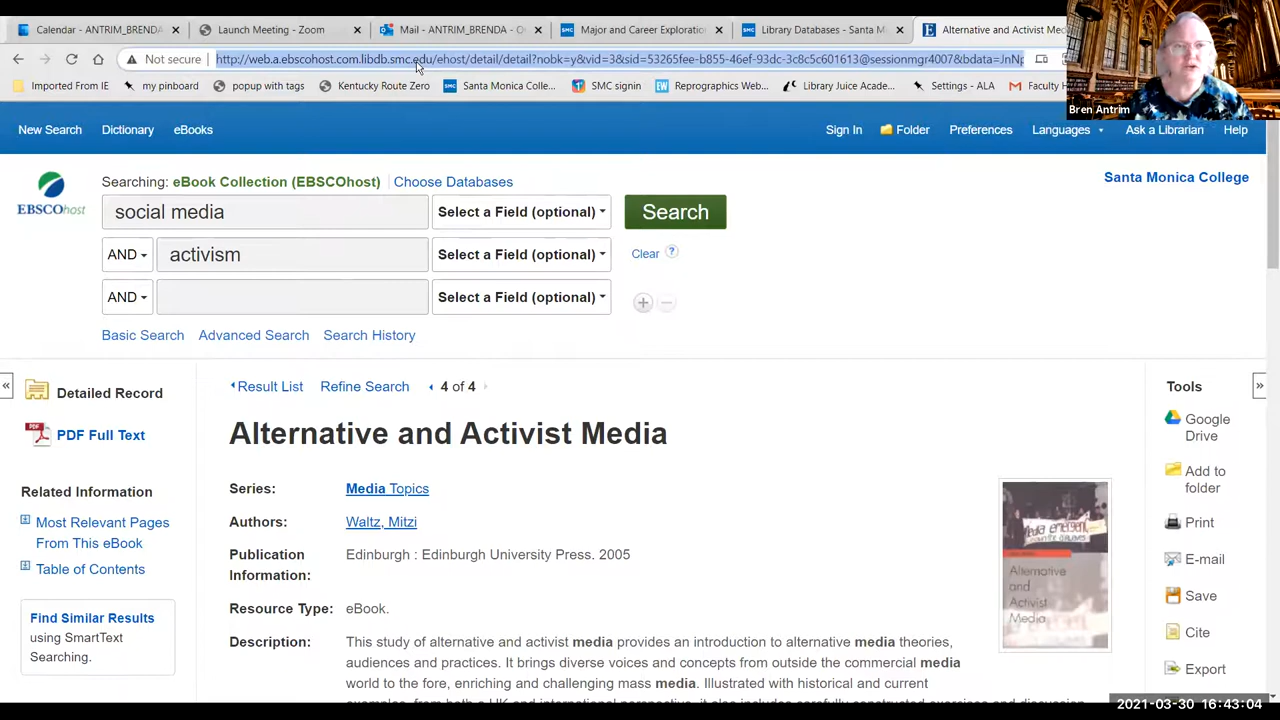 Calendar - ANTRIM_BRENDA - O
Launch Meeting - Zoom
Mail - ANTRIM_BRENDA - O
Major and Career Exploration
Library Databases - Santa M
Alternative and Activist Med
Not secure
http://web.a.ebscohost.com.libdb.smc.edu/ehost/detail/detail?nobk=y&vid=3&sid=53265fee-b855-46ef-93dc-3c8c5c601613@sessionmgr4007&bdata=JnNp
Imported From IE
my pinboard
popup with tags
Santa Monica Colle...
SMC signin
Reprographics Web...
Settings - ALA
Faculty
Bren Antrim
New Search
Dictionary
eBooks
Sign In
Folder
Preferences
Languages
Ask a Librarian
Help
EBSCOhost
Searching: eBook Collection (EBSCOhost)
Choose Databases
Santa Monica College
social media
Select a Field (optional)
Search
AND
activism
Select a Field (optional)
Clear
?
AND
Select a Field (optional)
Basic Search
Advanced Search
Search History
« 
Detailed Record
PDF Full Text
Related Information
Most Relevant Pages
From This eBook
Table of Contents
Find Similar Results
using SmartText
Searching.
Result List
Refine Search
4 of 4
Alternative and Activist Media
Series:
Media Topics
Authors:
Waltz, Mitzi
Publication
Information:
Edinburgh : Edinburgh University Press. 2005
Resource Type:
eBook.
Description:
This study of alternative and activist media provides an introduction to alternative media theories,
audiences and practices. It brings diverse voices and concepts from outside the commercial media
world to the fore, enriching and challenging mass media. Illustrated with historical and current
Alternative
and
Activist
Media
Tools
»
Google
Drive
Add to
folder
Print
E-mail
Save
Cite
Export
2021-03-30 16:43:04